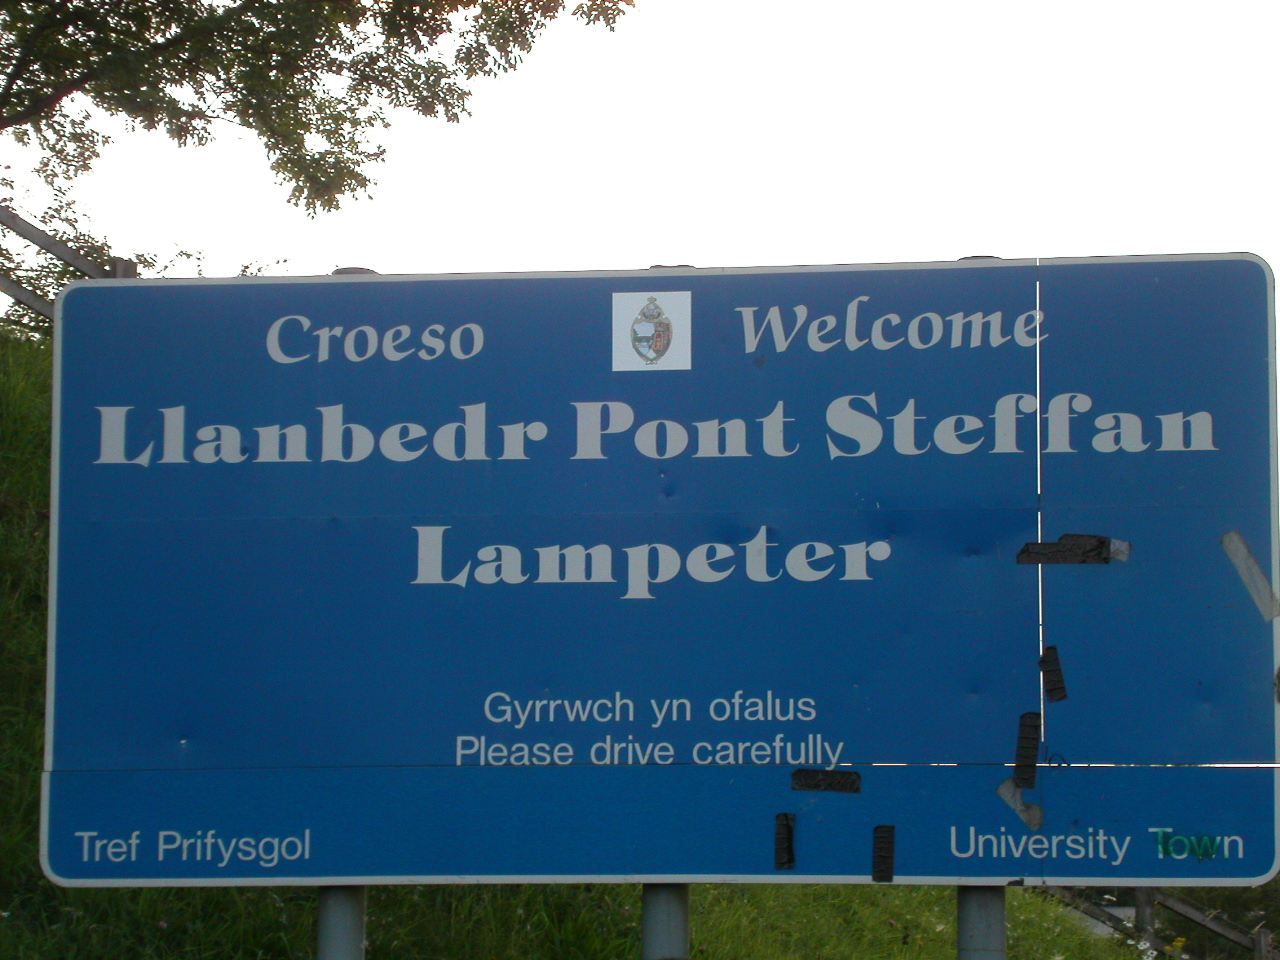 Croeso Welcome
Llanbedr Pont Steffan
Lampeter
Gyrrwch yn ofalus
Please drive carefully
Tref Prifysgol University Town